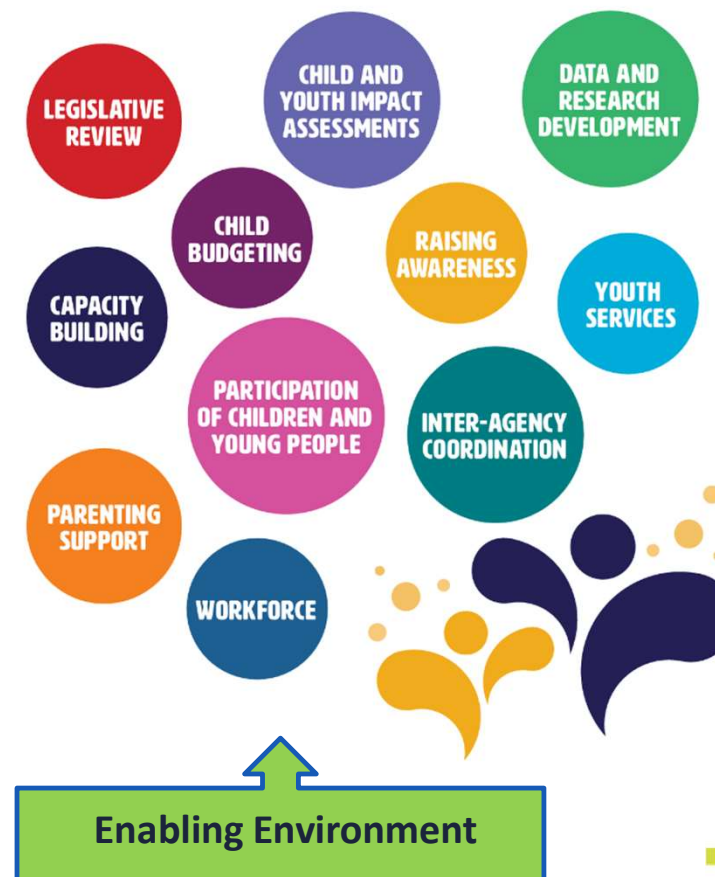 LEGISLATIVE
REVIEW
CHILD AND
YOUTH IMPACT
ASSESSMENTS
DATA AND
RESEARCH
DEVELOPMENT
CHILD
BUDGETING
RAISING
AWARENESS
CAPACITY
BUILDING
YOUTH
SERVICES
PARTICIPATION
OF CHILDREN AND
YOUNG PEOPLE
INTER-AGENCY
COORDINATION
PARENTING
SUPPORT
WORKFORCE
Enabling Environment